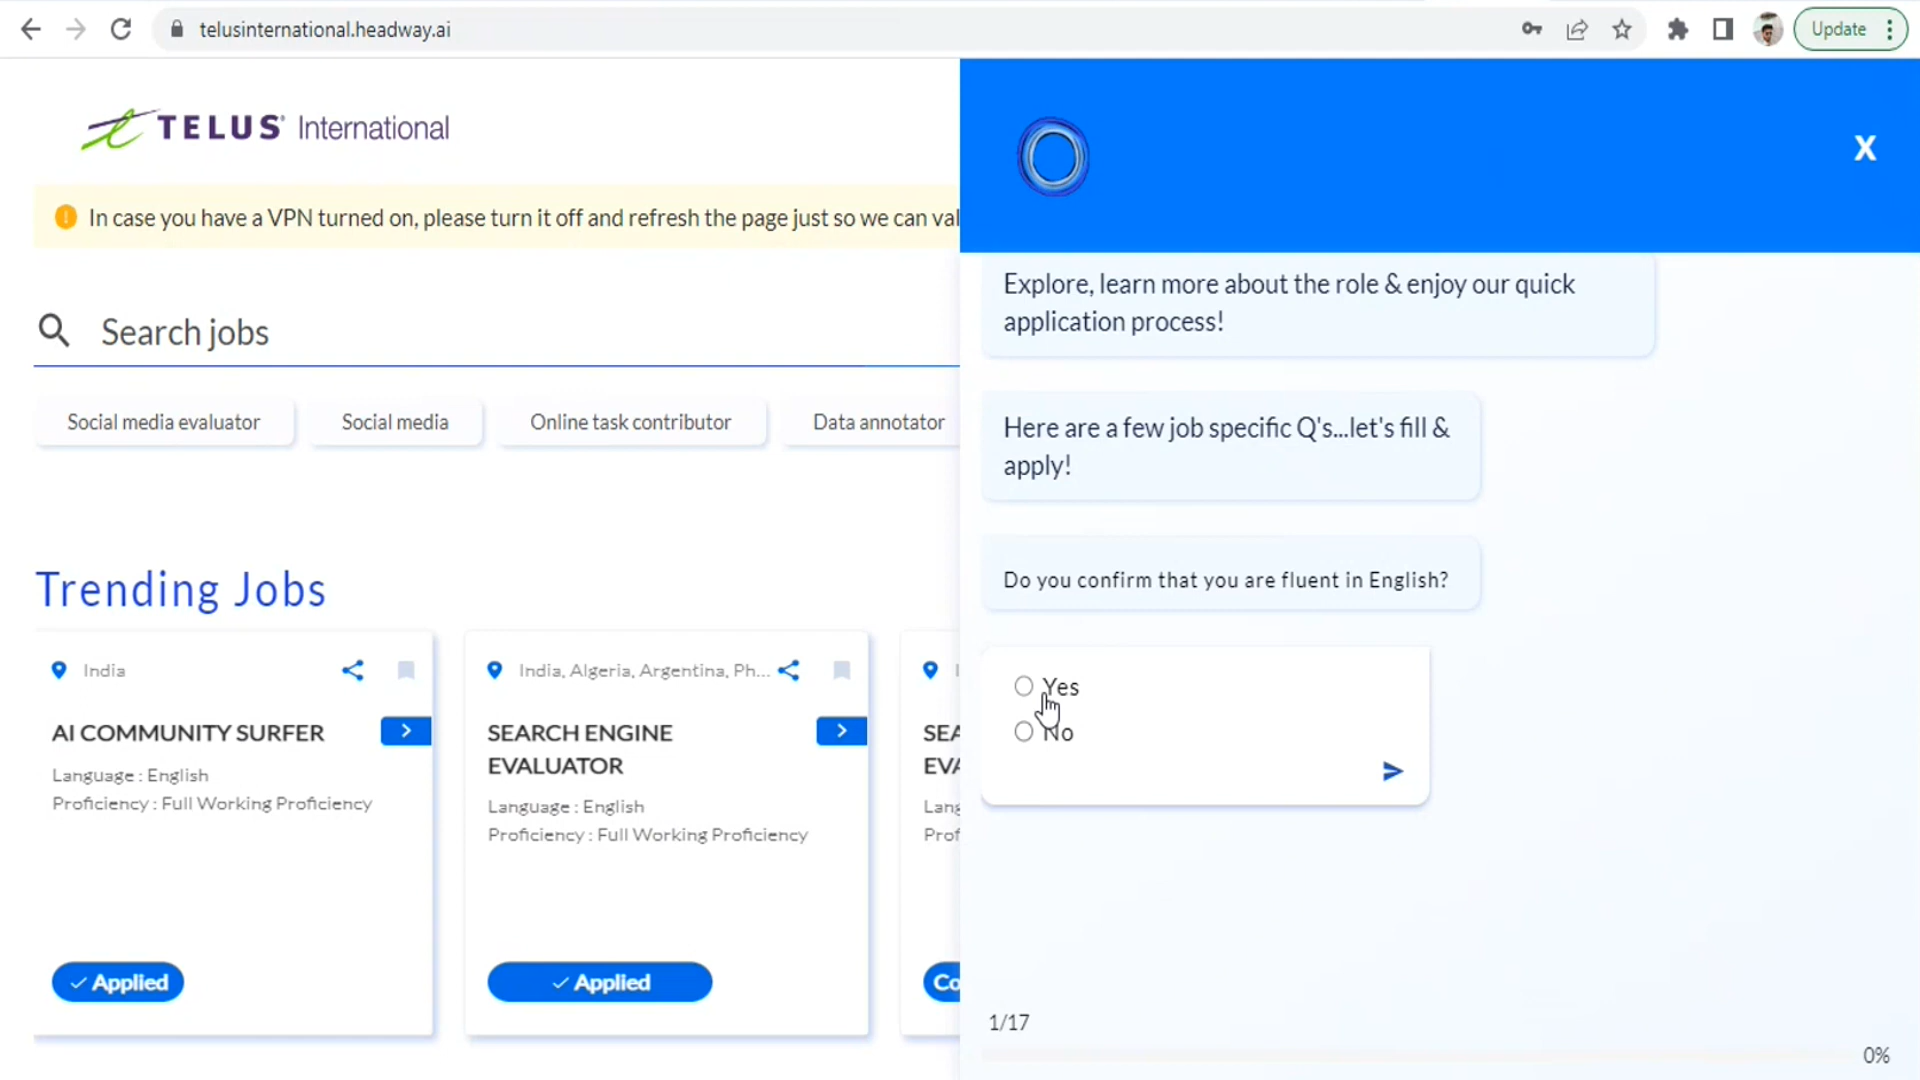 telusinternational.headway.ai
Update
TELUS® International
X
In case you have a VPN turned on, please turn it off and refresh the page just so we can val
Search jobs
Social media evaluator
Social media
Online task contributor
Data annotator
Trending Jobs
India
AI COMMUNITY SURFER
Language : English
Proficiency : Full Working Proficiency
Applied
India, Algeria, Argentina, Ph...
SEARCH ENGINE
EVALUATOR
Language : English
Proficiency : Full Working Proficiency
Applied
SEA
EVA
Lang
Prof
Co
Explore, learn more about the role & enjoy our quick
application process!
Here are a few job specific Q's...let's fill &
apply!
Do you confirm that you are fluent in English?
Yes
No
1/17
0%